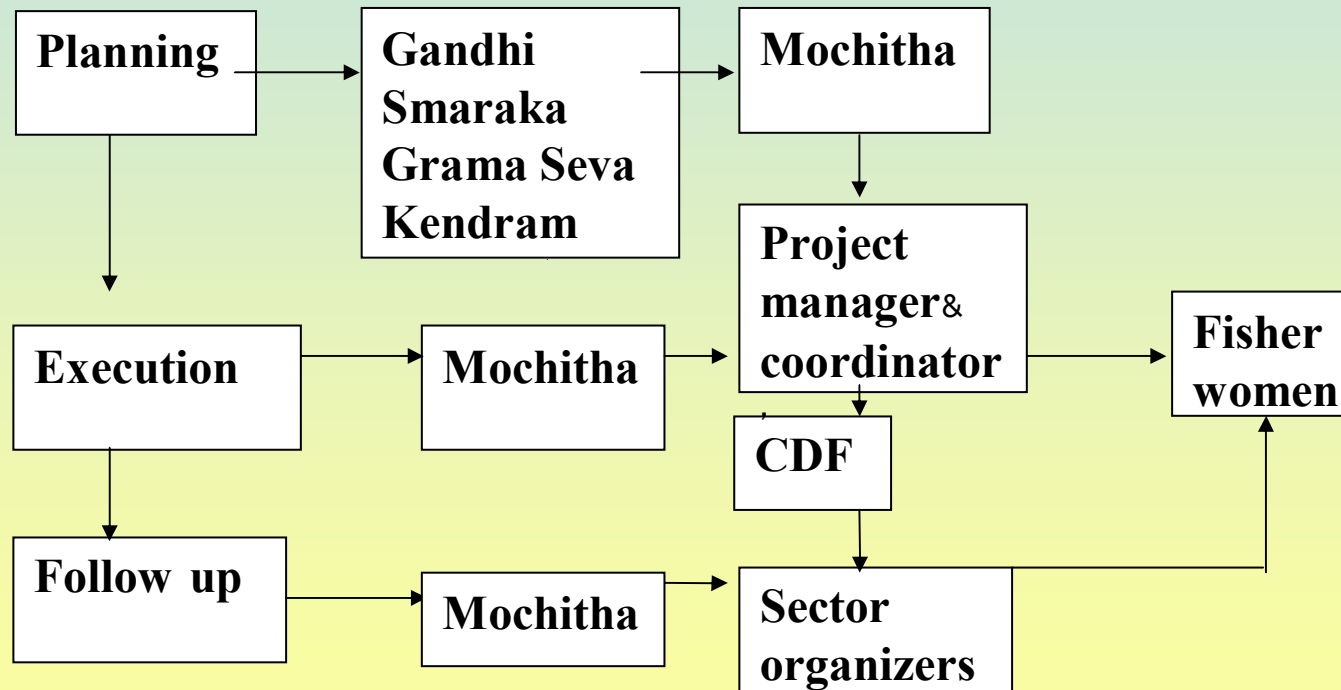 Planning
Gandhi
Smaraka
Grama Seva
Kendram
Mochitha
Project
manager&
coordinator
,
Fisher
women
Execution
Mochitha
CDF
Follow up
Mochitha
Sector
organizers